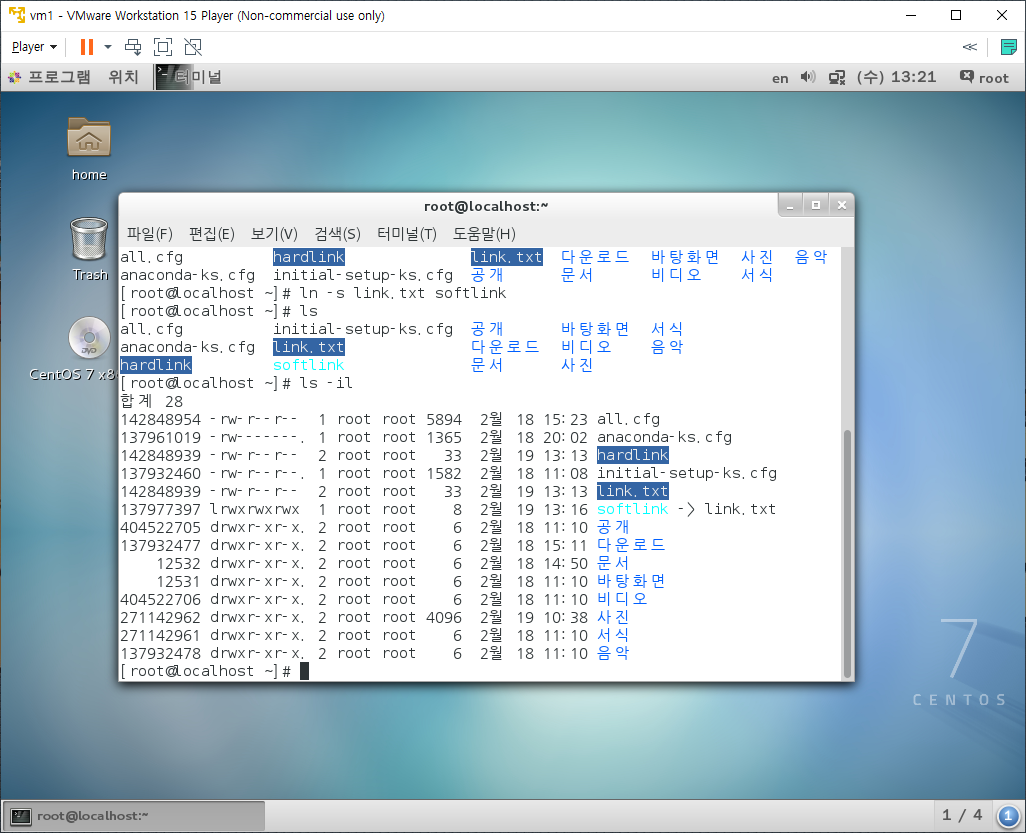 vm1 - VMware Workstation 15 Player (Non-commercial use only)
Player
프로그램 위치 터미널 en (수) 13:21 root
home
Trash
CentOS 7 x8
root@localhost:~
파일(F) 편집(E) 보기(V) 검색(S) 터미널(T) 도움말(H)
all.cfg hardlink link.txt 다운로드 바탕화면 사진 음악
anaconda-ks.cfg initial-setup-ks.cfg 공개 문서 비디오 서식
[root@localhost ~]# ln -s link.txt softlink
[root@localhost ~]# ls
all.cfg initial-setup-ks.cfg 공개 바탕화면 서식
anaconda-ks.cfg link.txt 다운로드 비디오 음악
hardlink softlink 문서 사진
[root@localhost ~]# ls -il
합계 28
142848954 -rw-r--r-- 1 root root 5894 2월 18 15:23 all.cfg
137961019 -rw-------. 1 root root 1365 2월 18 20:02 anaconda-ks.cfg
142848939 -rw-r--r-- 2 root root 33 2월 19 13:13 hardlink
137932460 -rw-r--r--. 1 root root 1582 2월 18 11:08 initial-setup-ks.cfg
142848939 -rw-r--r-- 2 root root 33 2월 19 13:13 link.txt
137977397 lrwxrwxrwx 1 root root 8 2월 19 13:16 softlink -> link.txt
404522705 drwxr-xr-x. 2 root root 6 2월 18 11:10 공개
137932477 drwxr-xr-x. 2 root root 6 2월 18 15:11 다운로드
12532 drwxr-xr-x. 2 root root 6 2월 18 14:50 문서
12531 drwxr-xr-x. 2 root root 6 2월 18 11:10 바탕화면
404522706 drwxr-xr-x. 2 root root 6 2월 18 11:10 비디오
271142962 drwxr-xr-x. 2 root root 4096 2월 19 10:38 사진
271142961 drwxr-xr-x. 2 root root 6 2월 18 11:10 서식
137932478 drwxr-xr-x. 2 root root 6 2월 18 11:10 음악
[root@localhost ~]#
7
CENTOS
root@localhost:~ 1 / 4 1